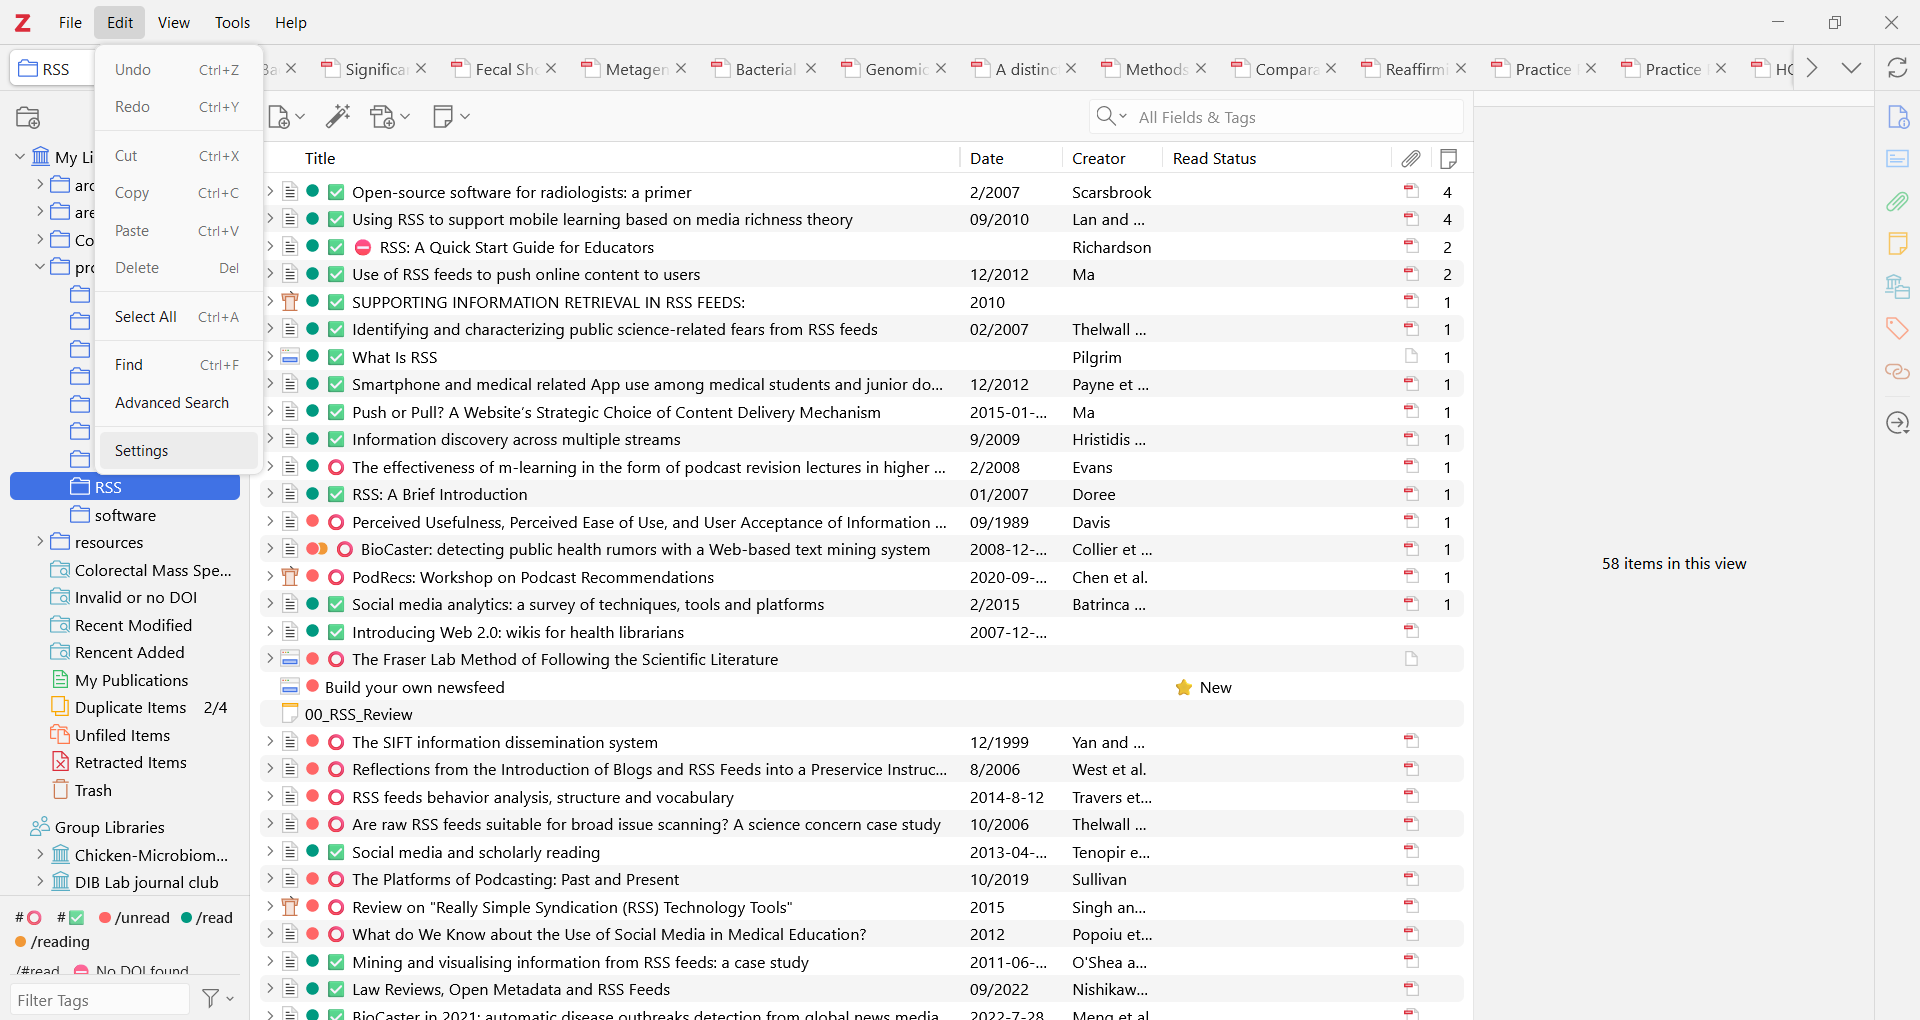 Z File Edit View Tools Help
RSS
Significa
Fecal Sho
Metagen
Bacterial
Genomic
A distinc
Methods
Compara
Reaffirmi
Practice
Practice
Undo Ctrl+Z
Redo Ctrl+Y
Cut Ctrl+X
Copy Ctrl+C
Paste Ctrl+V
Delete Del
Select All Ctrl+A
Find Ctrl+F
Advanced Search
Settings
My Li
RSS
software
resources
Colorectal Mass Spe...
Invalid or no DOI
Recent Modified
Rencent Added
My Publications
Duplicate Items 2/4
Unfiled Items
Retracted Items
Trash
Group Libraries
Chicken-Microbiom...
DIB Lab journal club
# # /unread /read
/reading
/#read No DOI found
Filter Tags
All Fields & Tags
Title Date Creator Read Status
Open-source software for radiologists: a primer 2/2007 Scarsbrook 4
Using RSS to support mobile learning based on media richness theory 09/2010 Lan and ... 4
RSS: A Quick Start Guide for Educators Richardson 2
Use of RSS feeds to push online content to users 12/2012 Ma 2
SUPPORTING INFORMATION RETRIEVAL IN RSS FEEDS: 2010 1
Identifying and characterizing public science-related fears from RSS feeds 02/2007 Thelwall ... 1
What Is RSS Pilgrim 1
Smartphone and medical related App use among medical students and junior do... 12/2012 Payne et ... 1
Push or Pull? A Website's Strategic Choice of Content Delivery Mechanism 2015-01-... Ma 1
Information discovery across multiple streams 9/2009 Hristidis ... 1
The effectiveness of m-learning in the form of podcast revision lectures in higher ... 2/2008 Evans 1
RSS: A Brief Introduction 01/2007 Doree 1
Perceived Usefulness, Perceived Ease of Use, and User Acceptance of Information ... 09/1989 Davis 1
BioCaster: detecting public health rumors with a Web-based text mining system 2008-12-... Collier et ... 1
PodRecs: Workshop on Podcast Recommendations 2020-09-... Chen et al. 1
Social media analytics: a survey of techniques, tools and platforms 2/2015 Batrinca ... 1
Introducing Web 2.0: wikis for health librarians 2007-12-...
The Fraser Lab Method of Following the Scientific Literature
Build your own newsfeed New
00_RSS_Review
The SIFT information dissemination system 12/1999 Yan and ...
Reflections from the Introduction of Blogs and RSS Feeds into a Preservice Instruc... 8/2006 West et al.
RSS feeds behavior analysis, structure and vocabulary 2014-8-12 Travers et...
Are raw RSS feeds suitable for broad issue scanning? A science concern case study 10/2006 Thelwall ...
Social media and scholarly reading 2013-04-... Tenopir e...
The Platforms of Podcasting: Past and Present 10/2019 Sullivan
Review on "Really Simple Syndication (RSS) Technology Tools" 2015 Singh an...
What do We Know about the Use of Social Media in Medical Education? 2012 Popoiu et...
Mining and visualising information from RSS feeds: a case study 2011-06-... O'Shea a...
Law Reviews, Open Metadata and RSS Feeds 09/2022 Nishikaw...
BioCaster in 2021: automatic disease outbreaks detection from global news media 2022-7-28 Meng et al.
58 items in this view